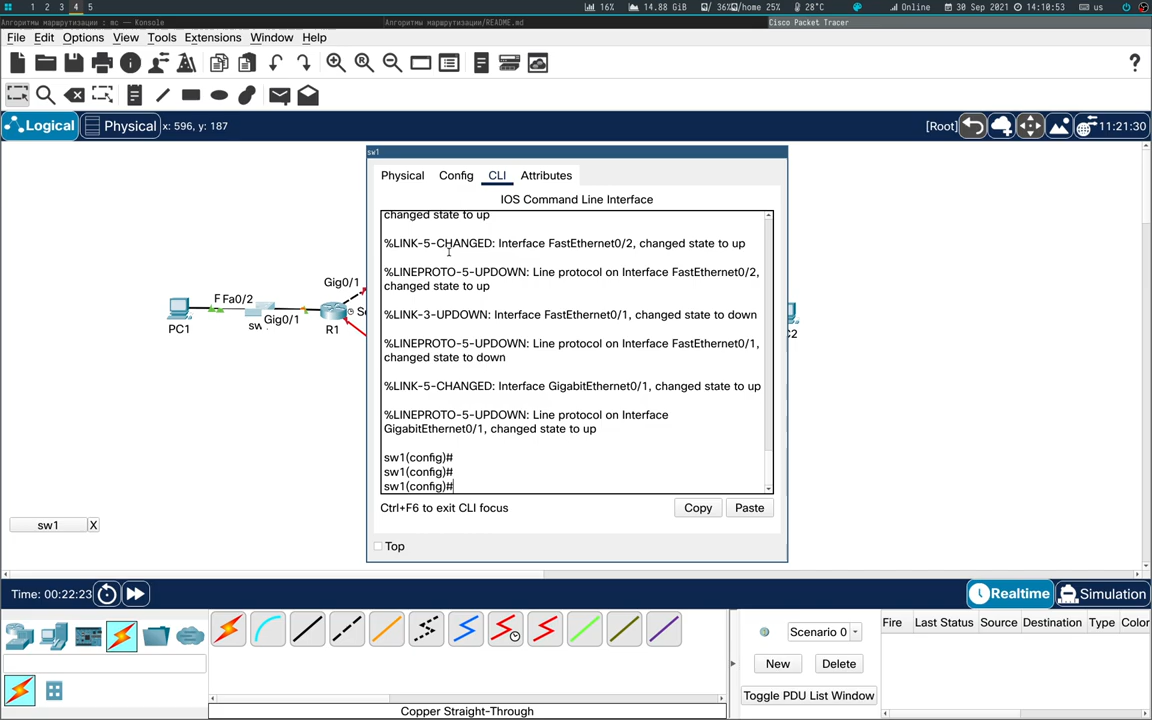 1 2 3 4 5 16% 14.88 GiB / 36% /home 25% 28°C Online 30 Sep 2021 14:10:53 us
Алгоритмы маршрутизации : mc — Konsole Алгоритмы маршрутизации/README.md Cisco Packet Tracer
File Edit Options View Tools Extensions Window Help
Logical Physical x: 596, y: 187 [Root] 11:21:30
sw1
Physical Config CLI Attributes
IOS Command Line Interface
changed state to up
%LINK-5-CHANGED: Interface FastEthernet0/2, changed state to up
%LINEPROTO-5-UPDOWN: Line protocol on Interface FastEthernet0/2,
changed state to up
%LINK-3-UPDOWN: Interface FastEthernet0/1, changed state to down
%LINEPROTO-5-UPDOWN: Line protocol on Interface FastEthernet0/1,
changed state to down
%LINK-5-CHANGED: Interface GigabitEthernet0/1, changed state to up
%LINEPROTO-5-UPDOWN: Line protocol on Interface
GigabitEthernet0/1, changed state to up
sw1(config)#
sw1(config)#
sw1(config)#
Ctrl+F6 to exit CLI focus Copy Paste
Top
Gig0/1
F Fa0/2
Gig0/1
PC1 sw R1
sw1 X
Time: 00:22:23 Realtime Simulation
Scenario 0
New Delete
Toggle PDU List Window
Fire Last Status Source Destination Type Color
Copper Straight-Through